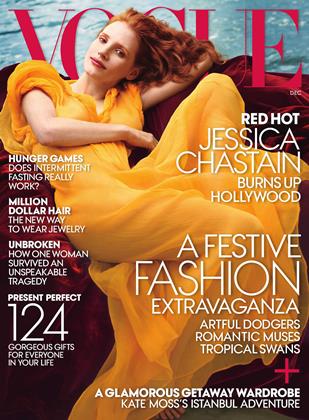 VOGUE
DEC
RED HOT
JESSICA
CHASTAIN
BURNS UP
HOLLYWOOD
HUNGER GAMES
DOES INTERMITTENT
FASTING REALLY
WORK?
MILLION
DOLLAR HAIR
THE NEW WAY
TO WEAR JEWELRY
UNBROKEN
HOW ONE WOMAN
SURVIVED AN
UNSPEAKABLE
TRAGEDY
PRESENT PERFECT
124
GORGEOUS GIFTS
FOR EVERYONE
IN YOUR LIFE
A FESTIVE
FASHION
EXTRAVAGANZA
ARTFUL DODGERS
ROMANTIC MUSES
TROPICAL SWANS
+
A GLAMOROUS GETAWAY WARDROBE
KATE MOSS'S ISTANBUL ADVENTURE